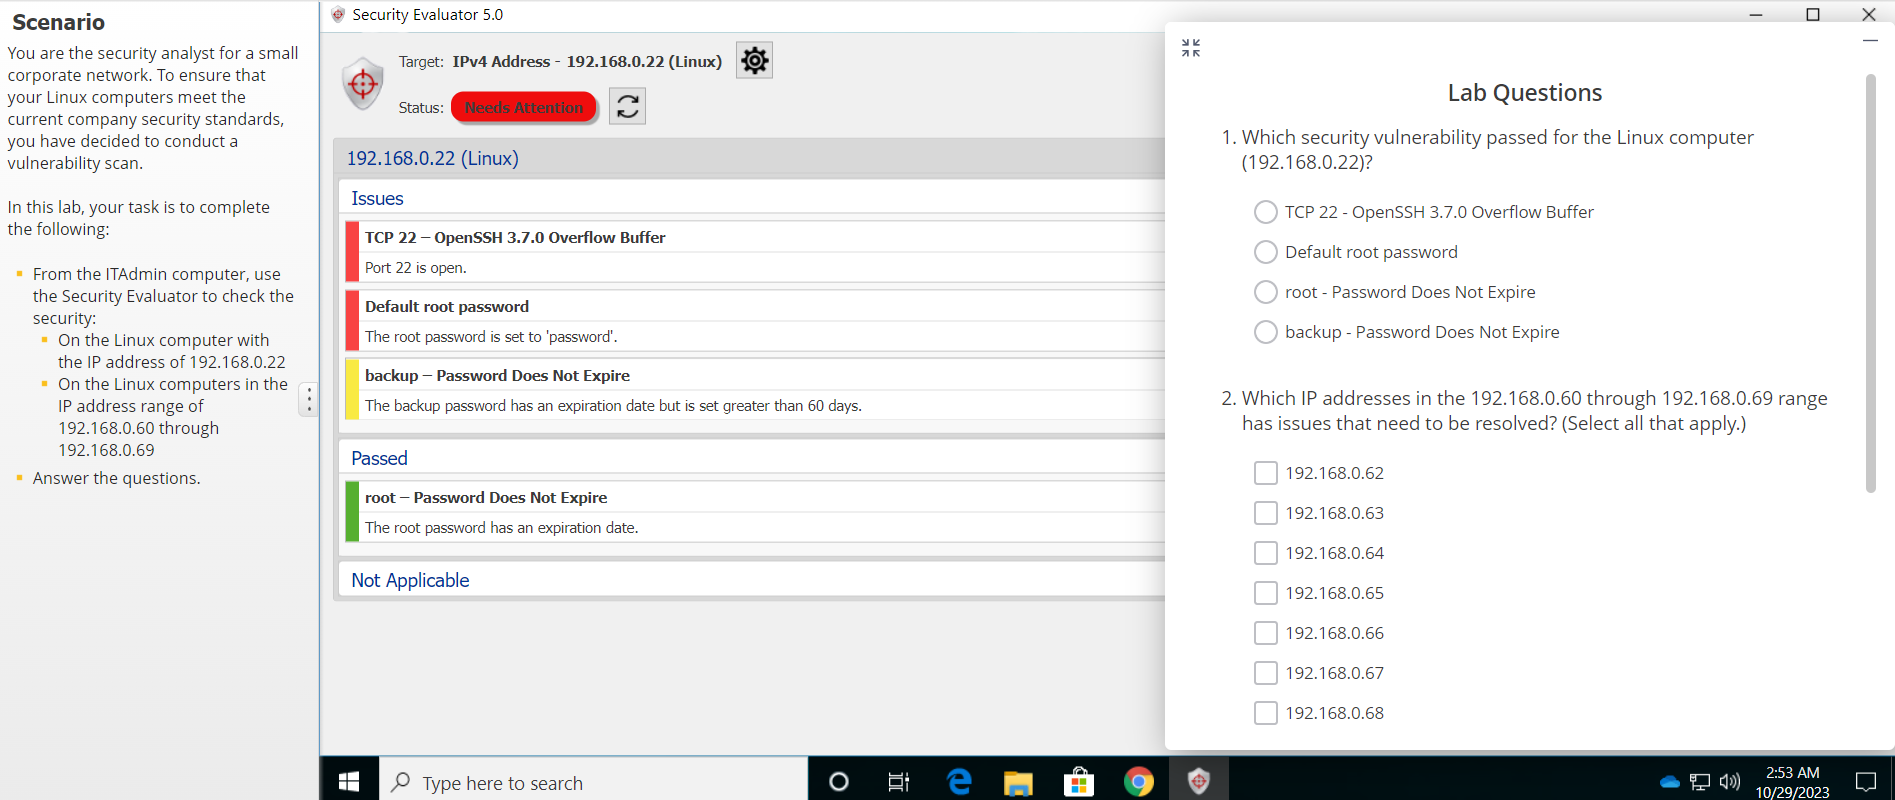 Scenario
You are the security analyst for a small
corporate network. To ensure that
your Linux computers meet the
current company security standards,
you have decided to conduct a
vulnerability scan.
In this lab, your task is to complete
the following:
From the ITAdmin computer, use
the Security Evaluator to check the
security:
On the Linux computer with
the IP address of 192.168.0.22
On the Linux computers in the
IP address range of
192.168.0.60 through
192.168.0.69
Answer the questions.
Security Evaluator 5.0
Target: IPv4 Address - 192.168.0.22 (Linux)
Status: Needs Attention
192.168.0.22 (Linux)
Issues
TCP 22 – OpenSSH 3.7.0 Overflow Buffer
Port 22 is open.
Default root password
The root password is set to 'password'.
backup – Password Does Not Expire
The backup password has an expiration date but is set greater than 60 days.
Passed
root – Password Does Not Expire
The root password has an expiration date.
Not Applicable
Lab Questions
1. Which security vulnerability passed for the Linux computer
(192.168.0.22)?
TCP 22 - OpenSSH 3.7.0 Overflow Buffer
Default root password
root - Password Does Not Expire
backup - Password Does Not Expire
2. Which IP addresses in the 192.168.0.60 through 192.168.0.69 range
has issues that need to be resolved? (Select all that apply.)
192.168.0.62
192.168.0.63
192.168.0.64
192.168.0.65
192.168.0.66
192.168.0.67
192.168.0.68
Type here to search
2:53 AM
10/29/2023